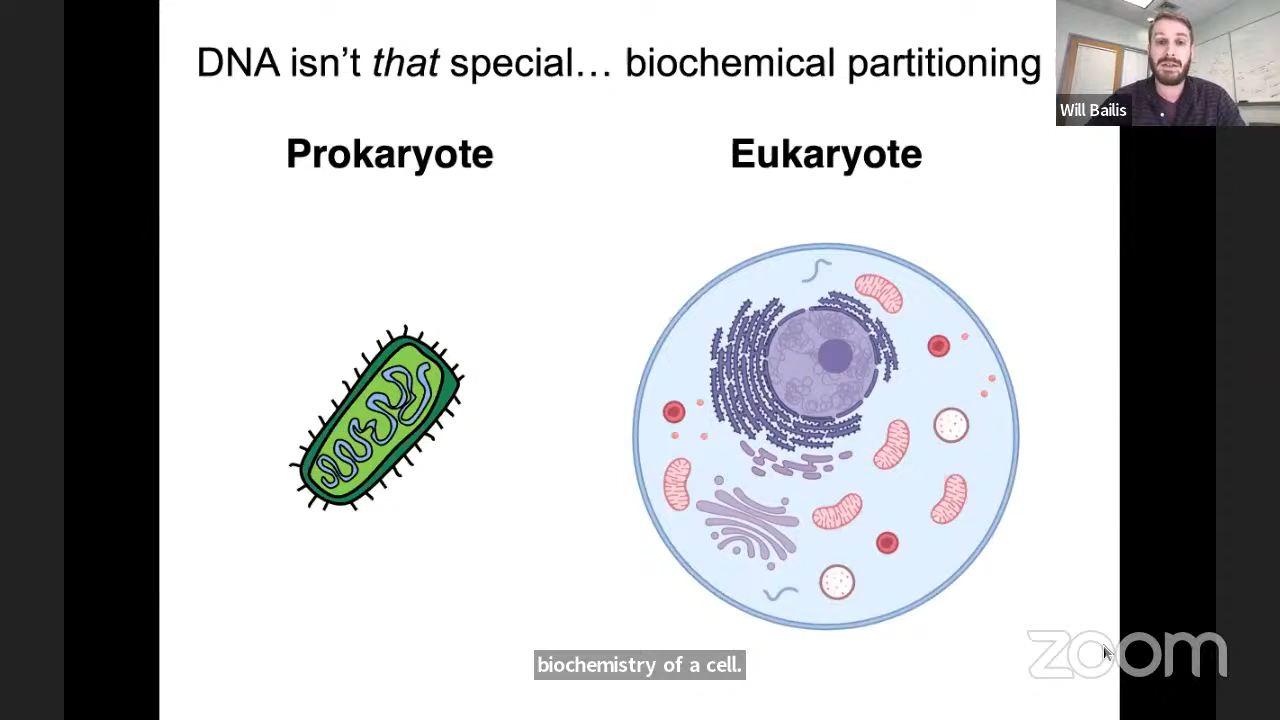 DNA isn't that special... biochemical partitioning
Will Bailis
Prokaryote
Eukaryote
biochemistry of a cell.
zoom